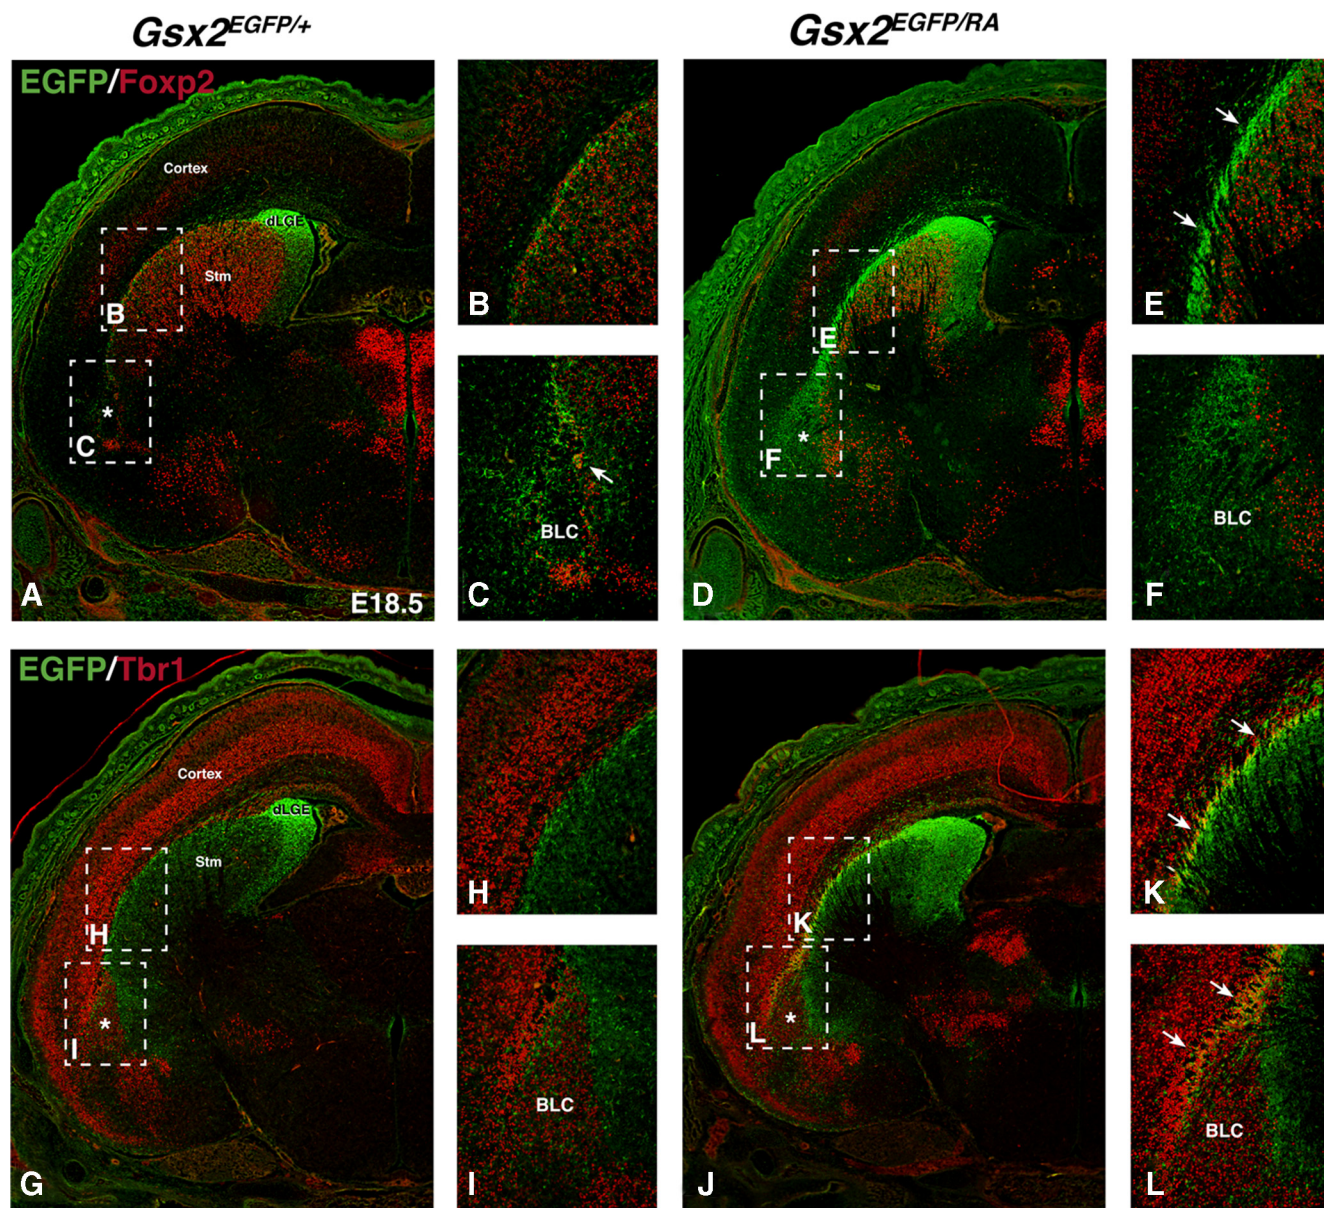 Gsx2EGFP/+
Gsx2EGFP/RA
EGFP/Foxp2
Cortex
dLGE
Stm
B
C
*
A
E18.5
B
BLC
C
E
F
*
D
E
BLC
F
EGFP/Tbr1
Cortex
dLGE
Stm
H
I
*
G
H
BLC
I
K
L
*
J
K
BLC
L